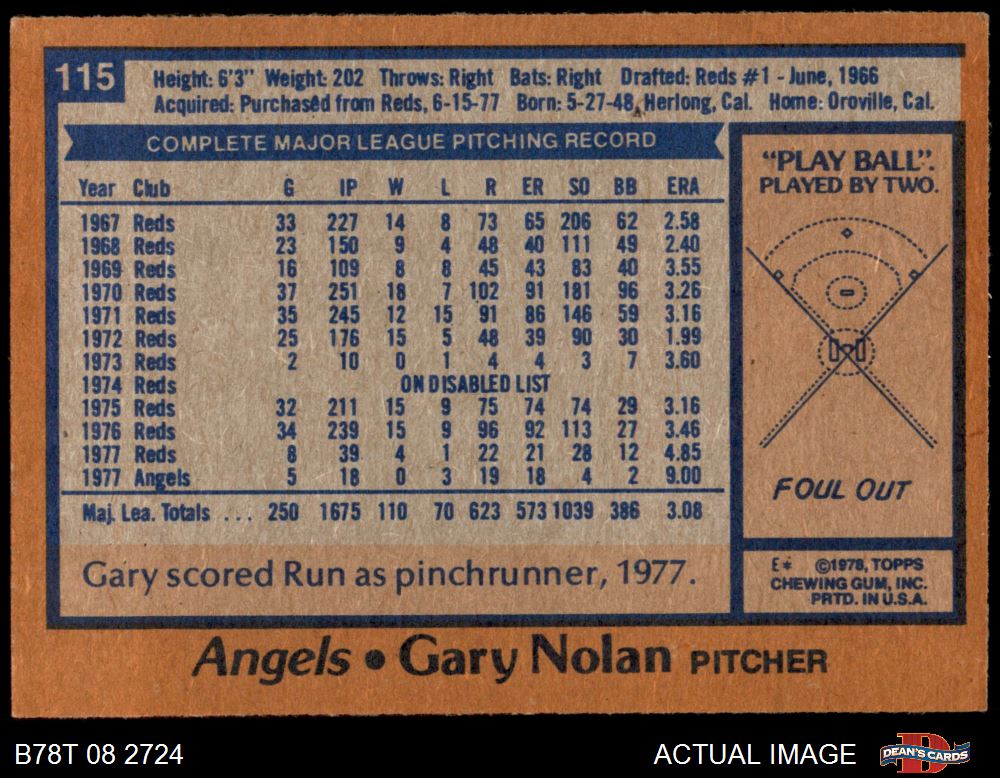 115
Height: 6'3" Weight: 202 Throws: Right Bats: Right Drafted: Reds #1 - June, 1966
Acquired: Purchased from Reds, 6-15-77 Born: 5-27-48, Herlong, Cal. Home: Oroville, Cal.
COMPLETE MAJOR LEAGUE PITCHING RECORD
Year Club G IP W L R ER SO BB ERA
1967 Reds 33 227 14 8 73 65 206 62 2.58
1968 Reds 23 150 9 4 48 40 111 49 2.40
1969 Reds 16 109 8 8 45 43 83 40 3.55
1970 Reds 37 251 18 7 102 91 181 96 3.26
1971 Reds 35 245 12 15 91 86 146 59 3.16
1972 Reds 25 176 15 5 48 39 90 30 1.99
1973 Reds 2 10 0 1 4 4 3 7 3.60
1974 Reds ON DISABLED LIST
1975 Reds 32 211 15 9 75 74 74 29 3.16
1976 Reds 34 239 15 9 96 92 113 27 3.46
1977 Reds 8 39 4 1 22 21 28 12 4.85
1977 Angels 5 18 0 3 19 18 4 2 9.00
Maj. Lea. Totals ... 250 1675 110 70 623 573 1039 386 3.08
Gary scored Run as pinchrunner, 1977.
"PLAY BALL".
PLAYED BY TWO.
FOUL OUT
E* ©1978, TOPPS
CHEWING GUM, INC.
PRTD. IN U.S.A.
Angels • Gary Nolan PITCHER
B78T 08 2724 ACTUAL IMAGE
DEAN'S CARDS